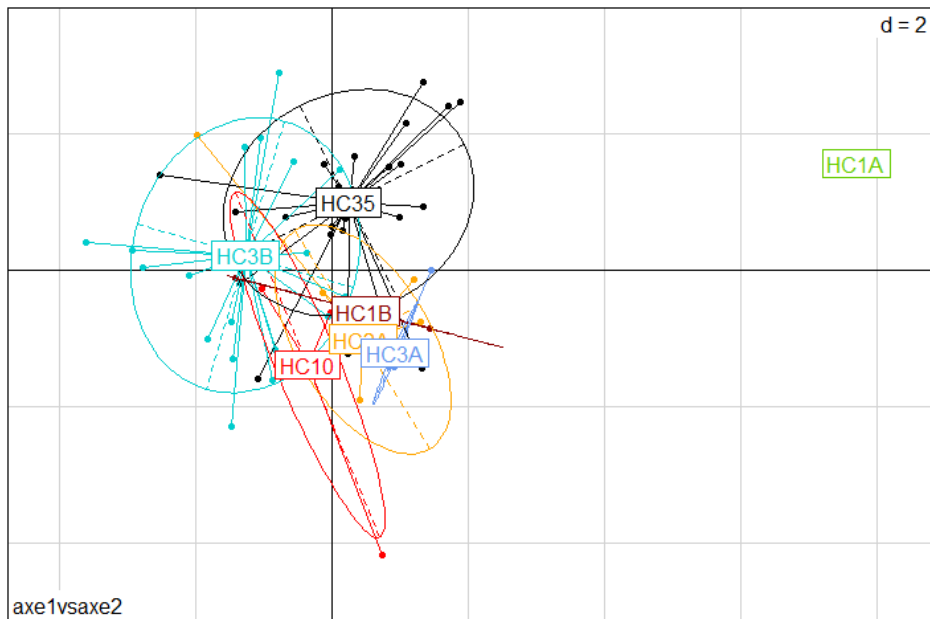 d = 2
HC1A
HC35
HC3B
HC1B
HC3A
HC10
axe1vsaxe2